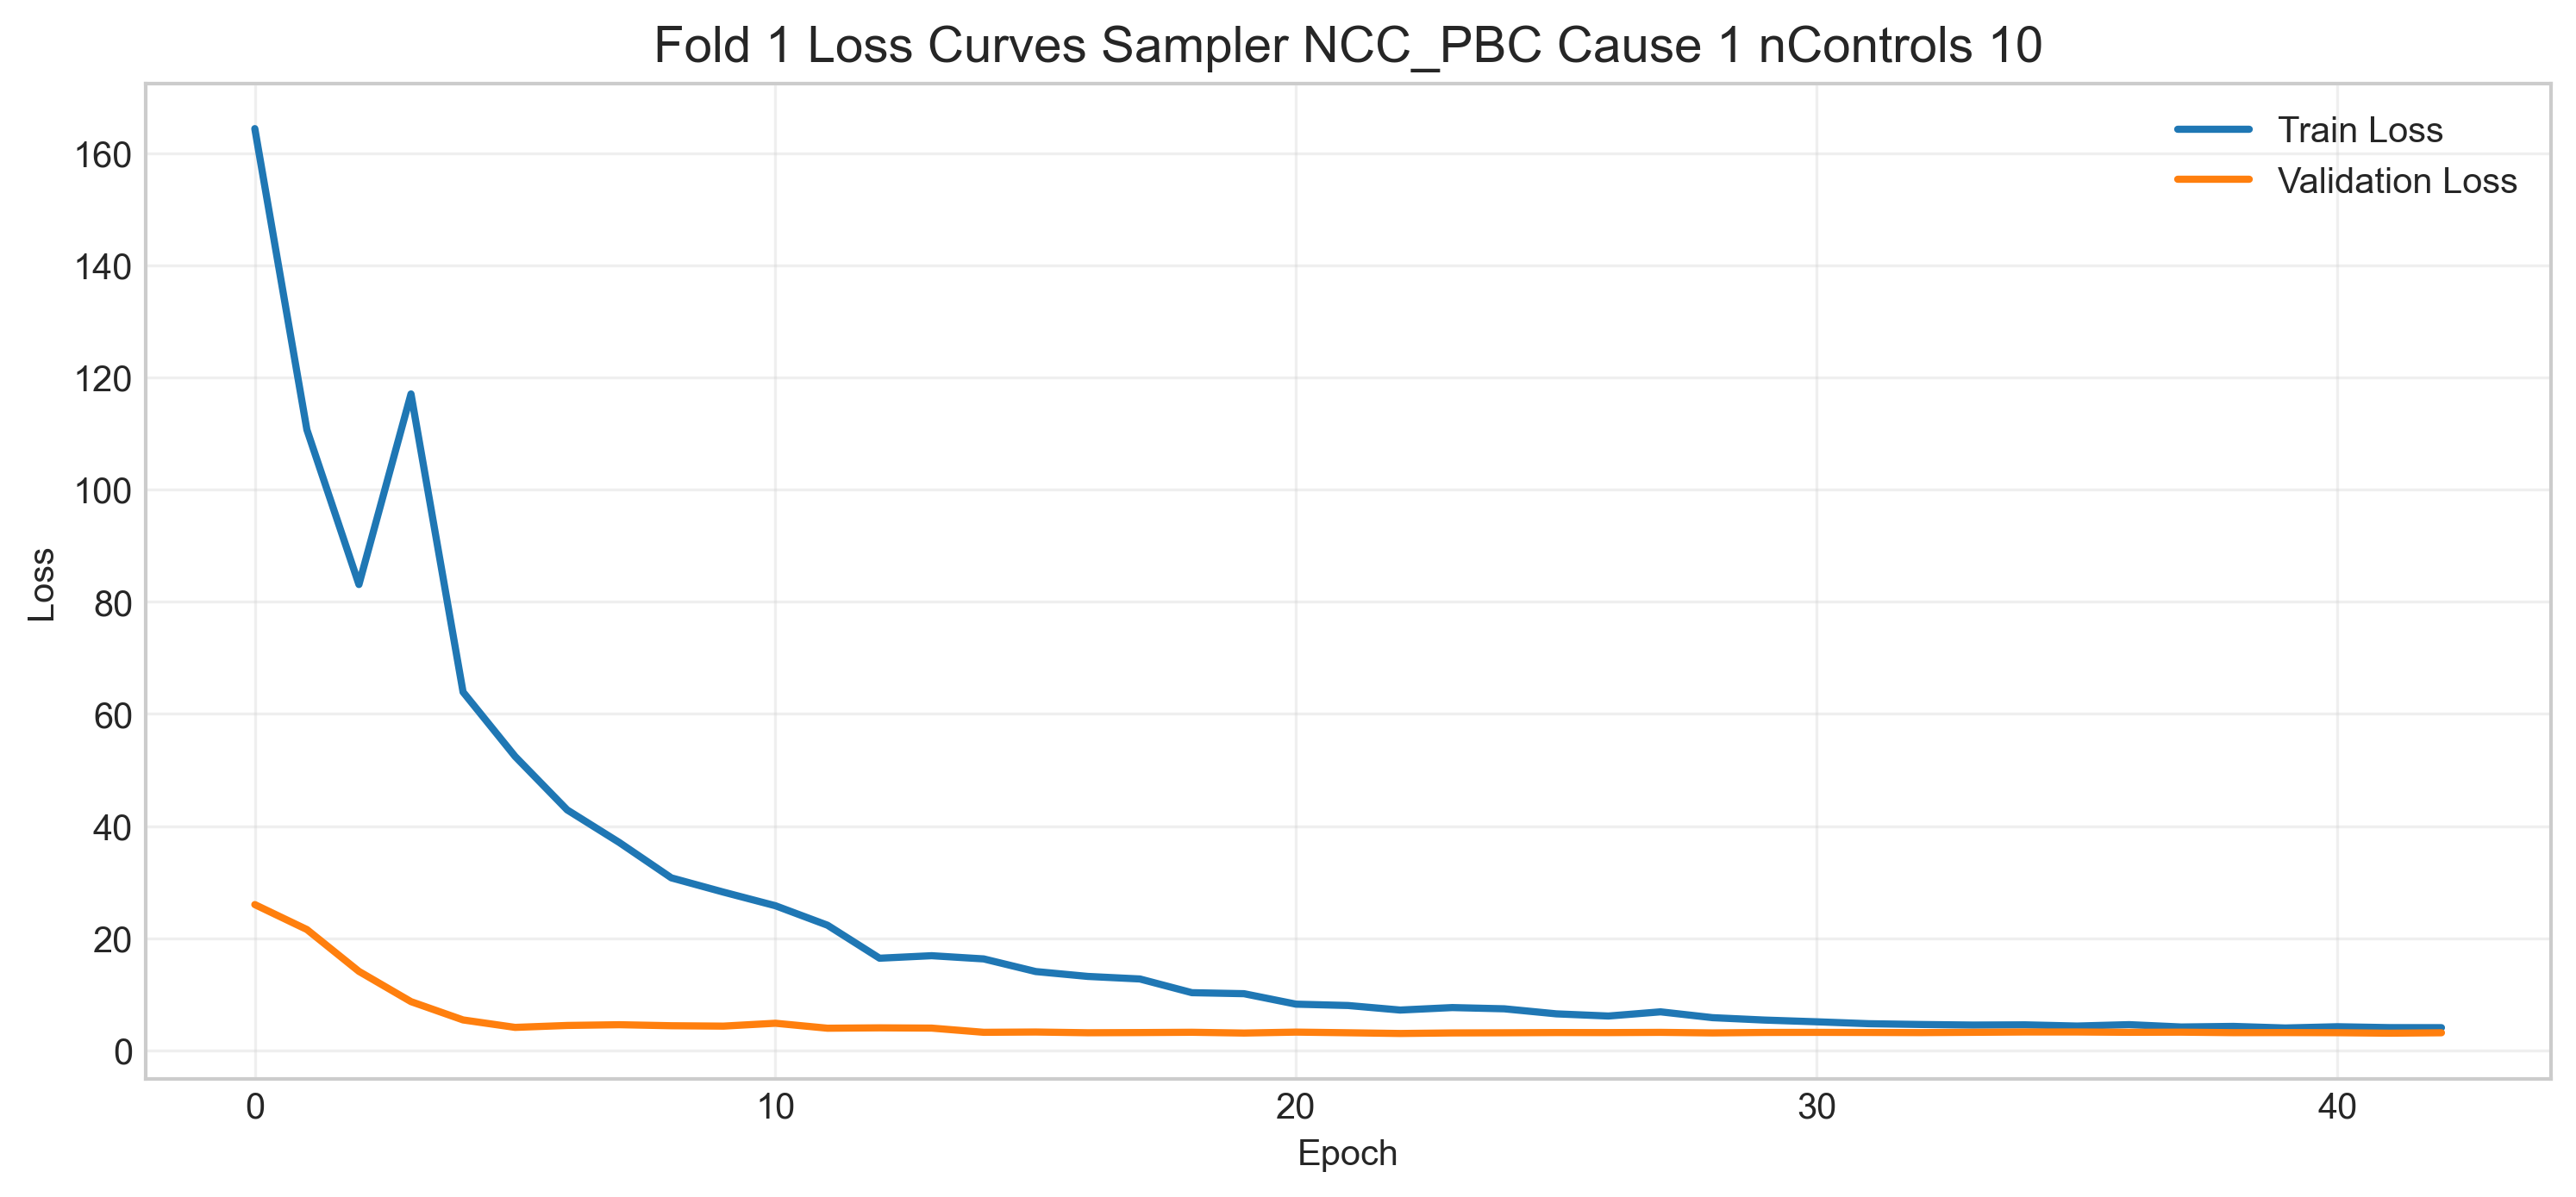 Fold 1 Loss Curves Sampler NCC_PBC Cause 1 nControls 10
Train Loss
Validation Loss
160
140
120
100
80
60
40
20
0
Loss
0 10 20 30 40
Epoch